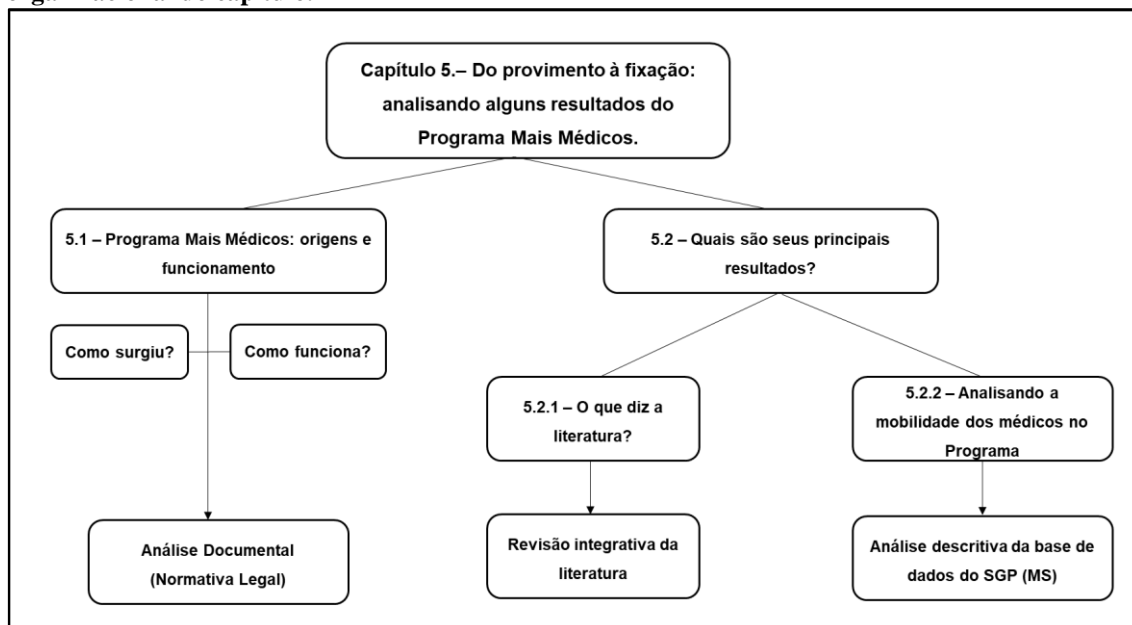 Capítulo 5.– Do provimento à fixação:
analisando alguns resultados do
Programa Mais Médicos.
5.1 – Programa Mais Médicos: origens e
funcionamento
5.2 – Quais são seus principais
resultados?
Como surgiu?
Como funciona?
5.2.1 – O que diz a
literatura?
5.2.2 – Analisando a
mobilidade dos médicos no
Programa
Análise Documental
(Normativa Legal)
Revisão integrativa da
literatura
Análise descritiva da base de
dados do SGP (MS)